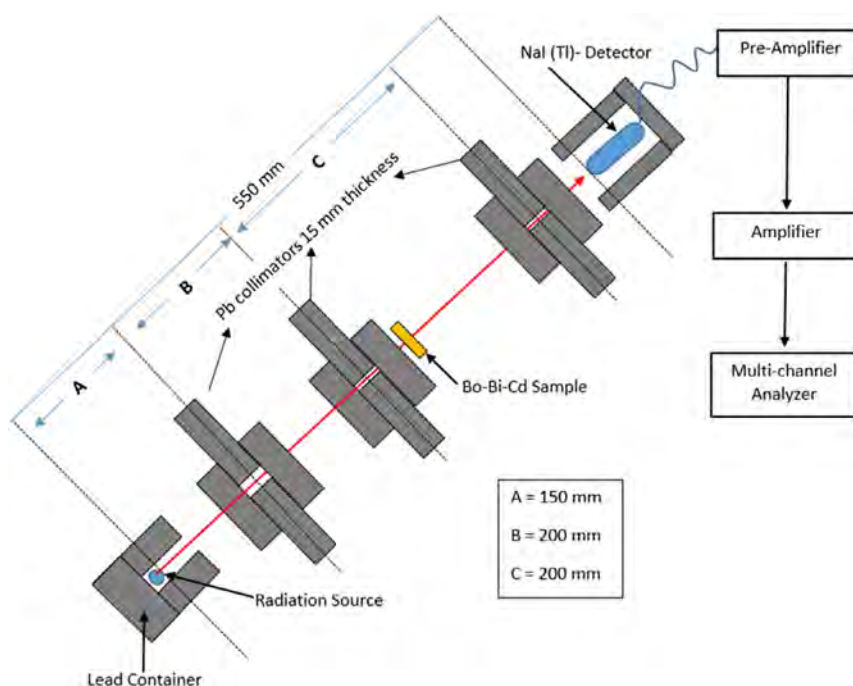 NaI (Tl)- Detector
Pre-Amplifier
C
550 mm
B
Pb collimators 15 mm thickness
A
Amplifier
Bo-Bi-Cd Sample
Multi-channel
Analyzer
A = 150 mm
B = 200 mm
C = 200 mm
Radiation Source
Lead Container